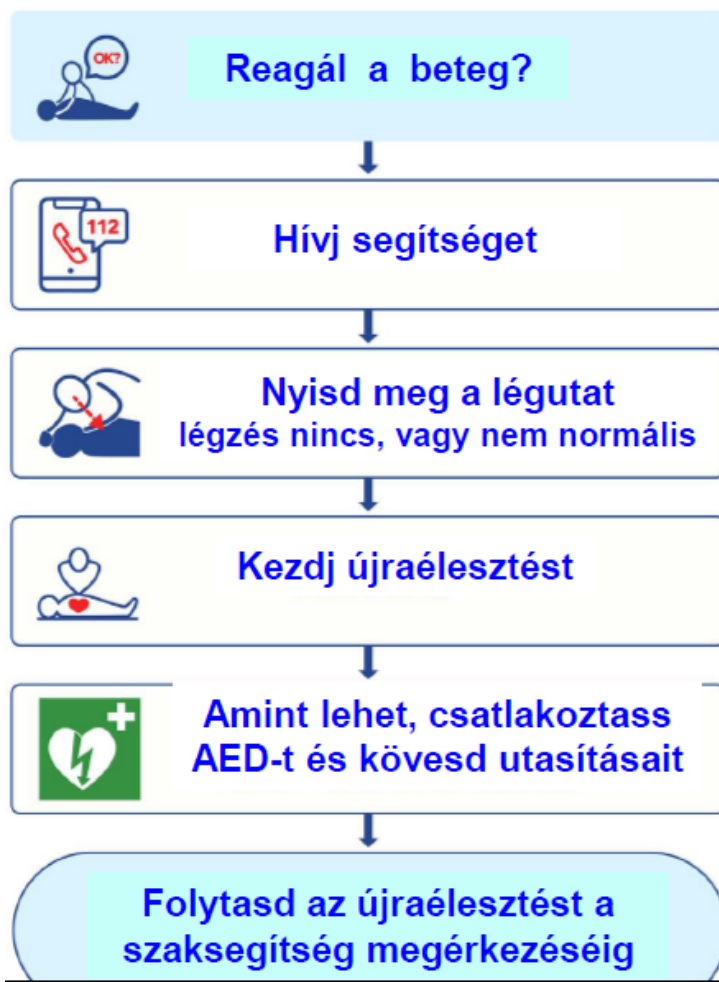 OK?
Reagál a beteg?
112
Hívj segítséget
Nyisd meg a légutat
légzés nincs, vagy nem normális
Kezdj újraélesztést
Amint lehet, csatlakoztass
AED-t és kövesd utasításait
Folytasd az újraélesztést a
szaksegítség megérkezéséig